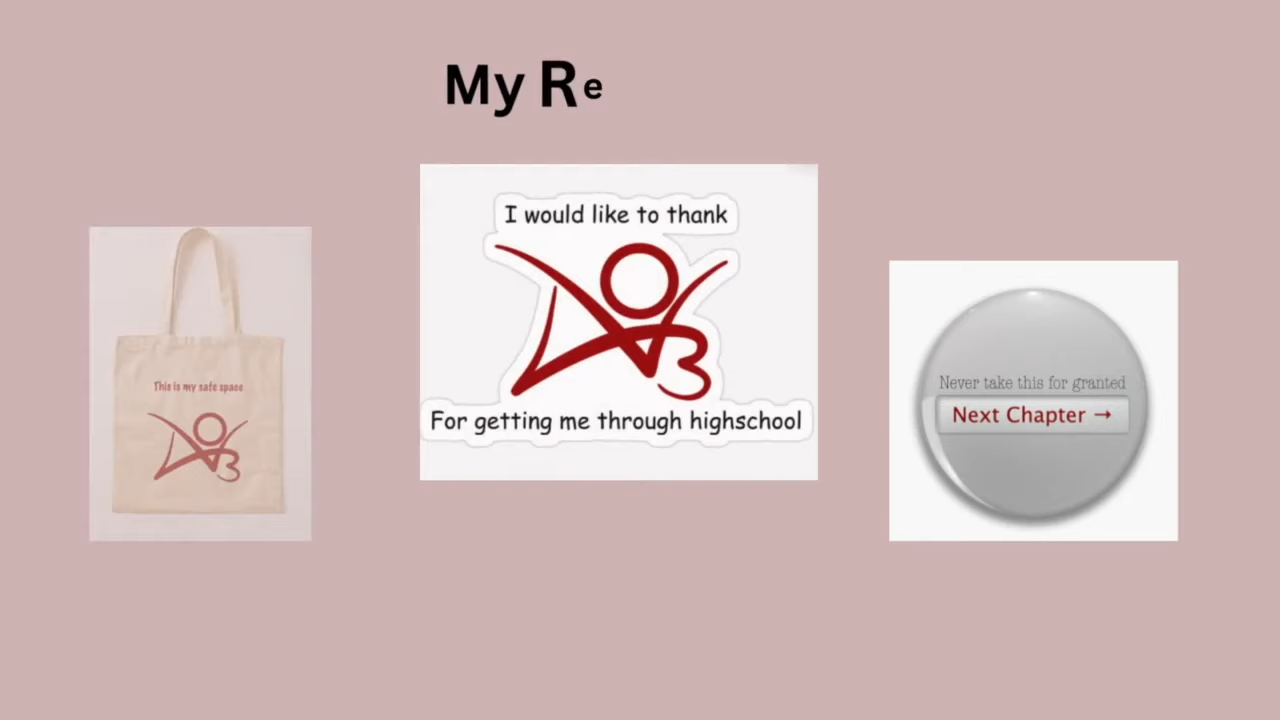 My Re
I would like to thank
For getting me through highschool
This is my safe space
Never take this for granted
Next Chapter →